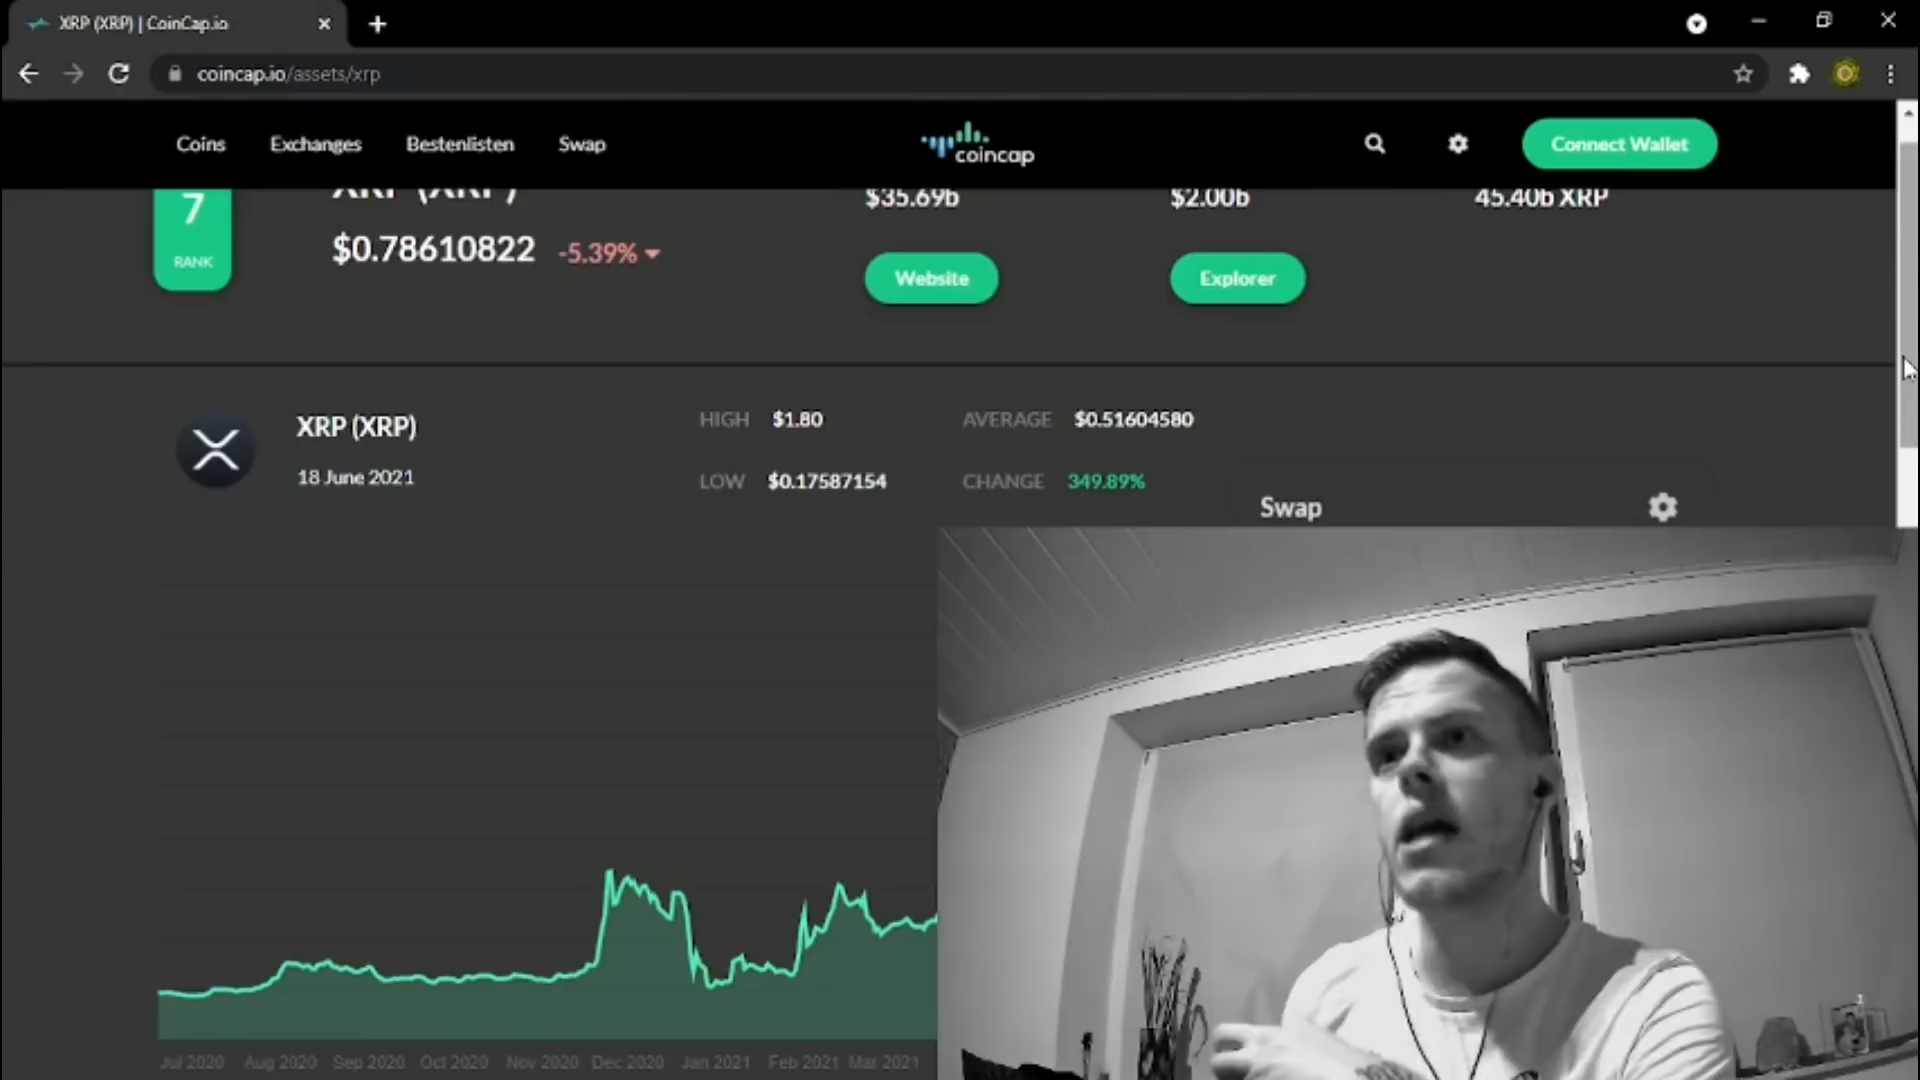 XRP (XRP) | CoinCap.io
coincap.io/assets/xrp
Coins Exchanges Bestenlisten Swap coincap Connect Wallet
7 XRP (XRP) $35.69b $2.00b 45.40b XRP
$0.78610822 -5.39%
RANK Website Explorer
XRP (XRP) HIGH $1.80 AVERAGE $0.51604580
18 June 2021 LOW $0.17587154 CHANGE 349.89%
Swap
Jul 2020 Aug 2020 Sep 2020 Oct 2020 Nov 2020 Dec 2020 Jan 2021 Feb 2021 Mar 2021